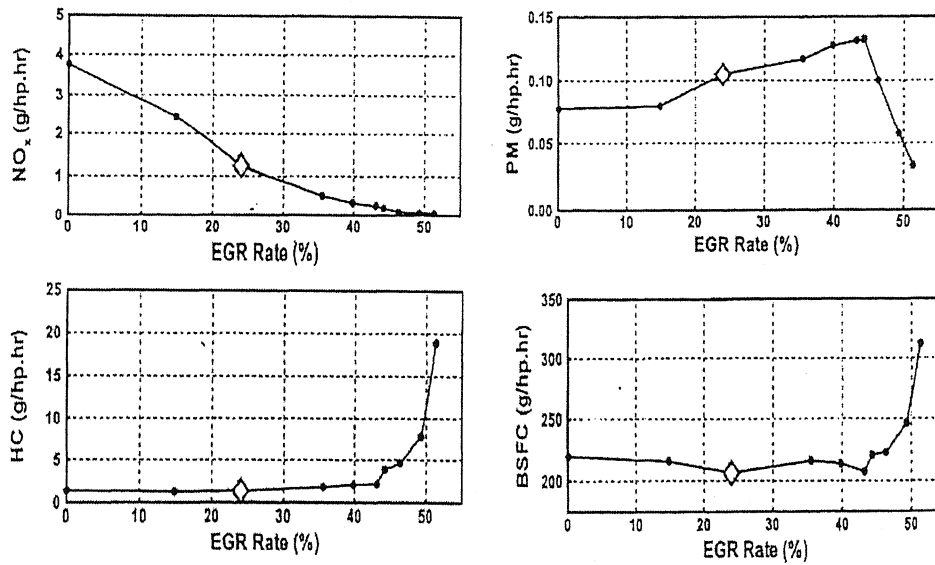 NOx (g/hp.hr)
5
4
3
2
1
0
0 10 20 30 40 50
EGR Rate (%)
PM (g/hp.hr)
0.15
0.10
0.05
0.00
0 10 20 30 40 50
EGR Rate (%)
HC (g/hp.hr)
25
20
15
10
5
0
0 10 20 30 40 50
EGR Rate (%)
BSFC (g/hp.hr)
350
300
250
200
0 10 20 30 40 50
EGR Rate (%)